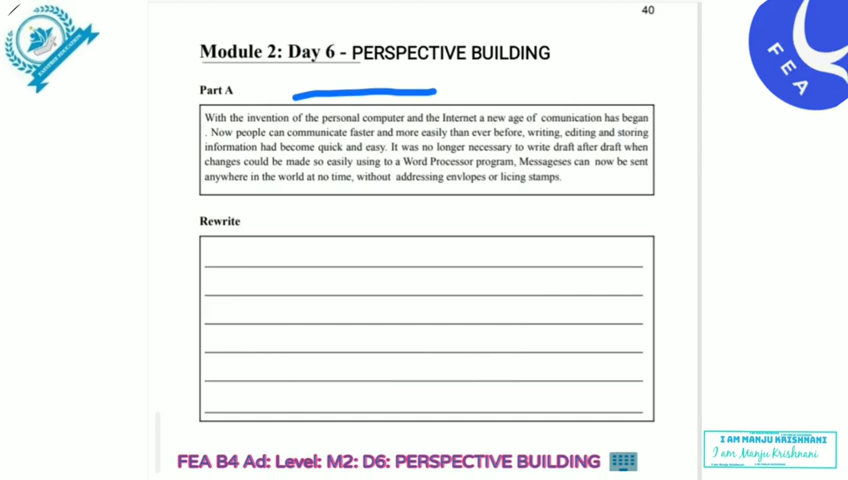 40
Module 2: Day 6 - PERSPECTIVE BUILDING
Part A
With the invention of the personal computer and the Internet a new age of comunication has began
. Now people can communicate faster and more easily than ever before, writing, editing and storing
information had become quick and easy. It was no longer necessary to write draft after draft when
changes could be made so easily using to a Word Processor program, Messageses can now be sent
anywhere in the world at no time, without addressing envlopes or licing stamps.
Rewrite
FEA B4 Ad: Level: M2: D6: PERSPECTIVE BUILDING
FEA
I AM MANJU KRISHNANI
I am Manju Krishnani